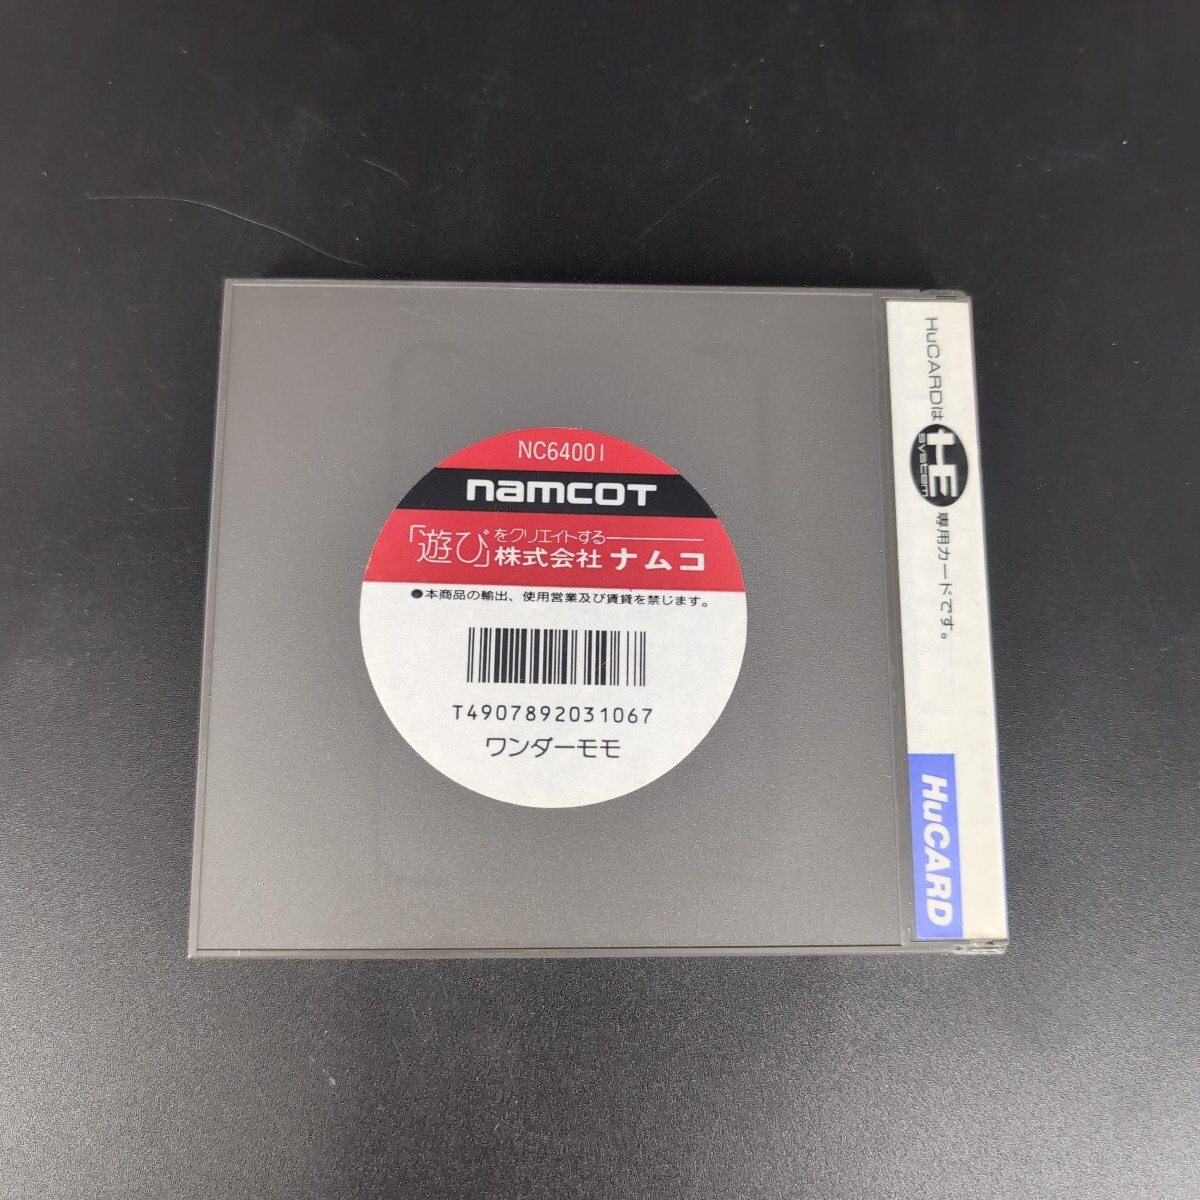 NC64001
namcot
「遊び」をクリエイトする
株式会社 ナムコ
●本商品の輸出、使用営業及び賃貸を禁じます。
T4907892031067
ワンダーモモ
HuCARDは HE system 専用カードです。
HuCARD